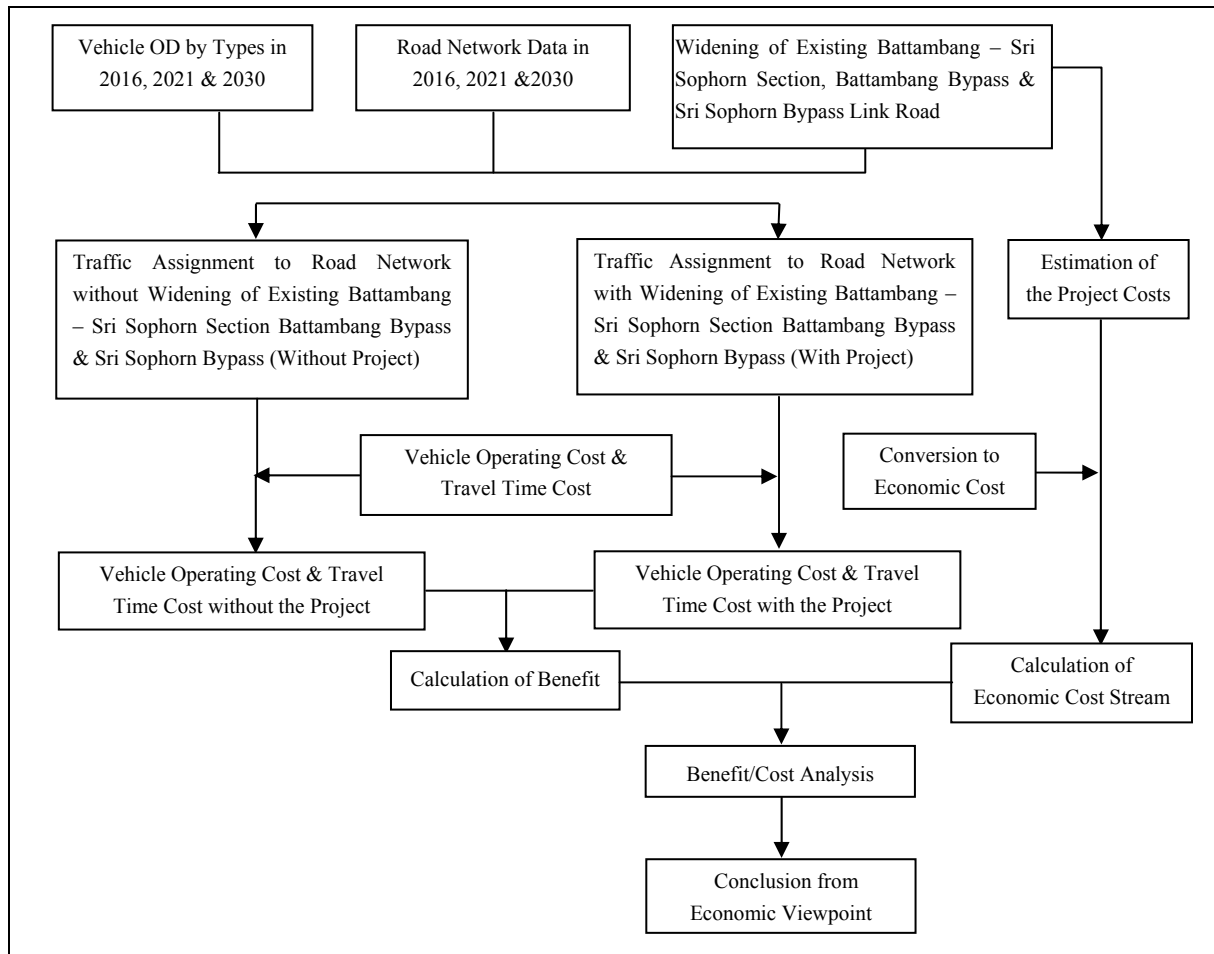 Vehicle OD by Types in
2016, 2021 & 2030
Road Network Data in
2016, 2021 &2030
Widening of Existing Battambang – Sri
Sophorn Section, Battambang Bypass &
Sri Sophorn Bypass Link Road
Traffic Assignment to Road Network
without Widening of Existing Battambang
– Sri Sophorn Section Battambang Bypass
& Sri Sophorn Bypass (Without Project)
Traffic Assignment to Road Network
with Widening of Existing Battambang –
Sri Sophorn Section Battambang Bypass
& Sri Sophorn Bypass (With Project)
Estimation of
the Project Costs
Vehicle Operating Cost &
Travel Time Cost
Conversion to
Economic Cost
Vehicle Operating Cost & Travel
Time Cost without the Project
Vehicle Operating Cost & Travel
Time Cost with the Project
Calculation of Benefit
Calculation of
Economic Cost Stream
Benefit/Cost Analysis
Conclusion from
Economic Viewpoint